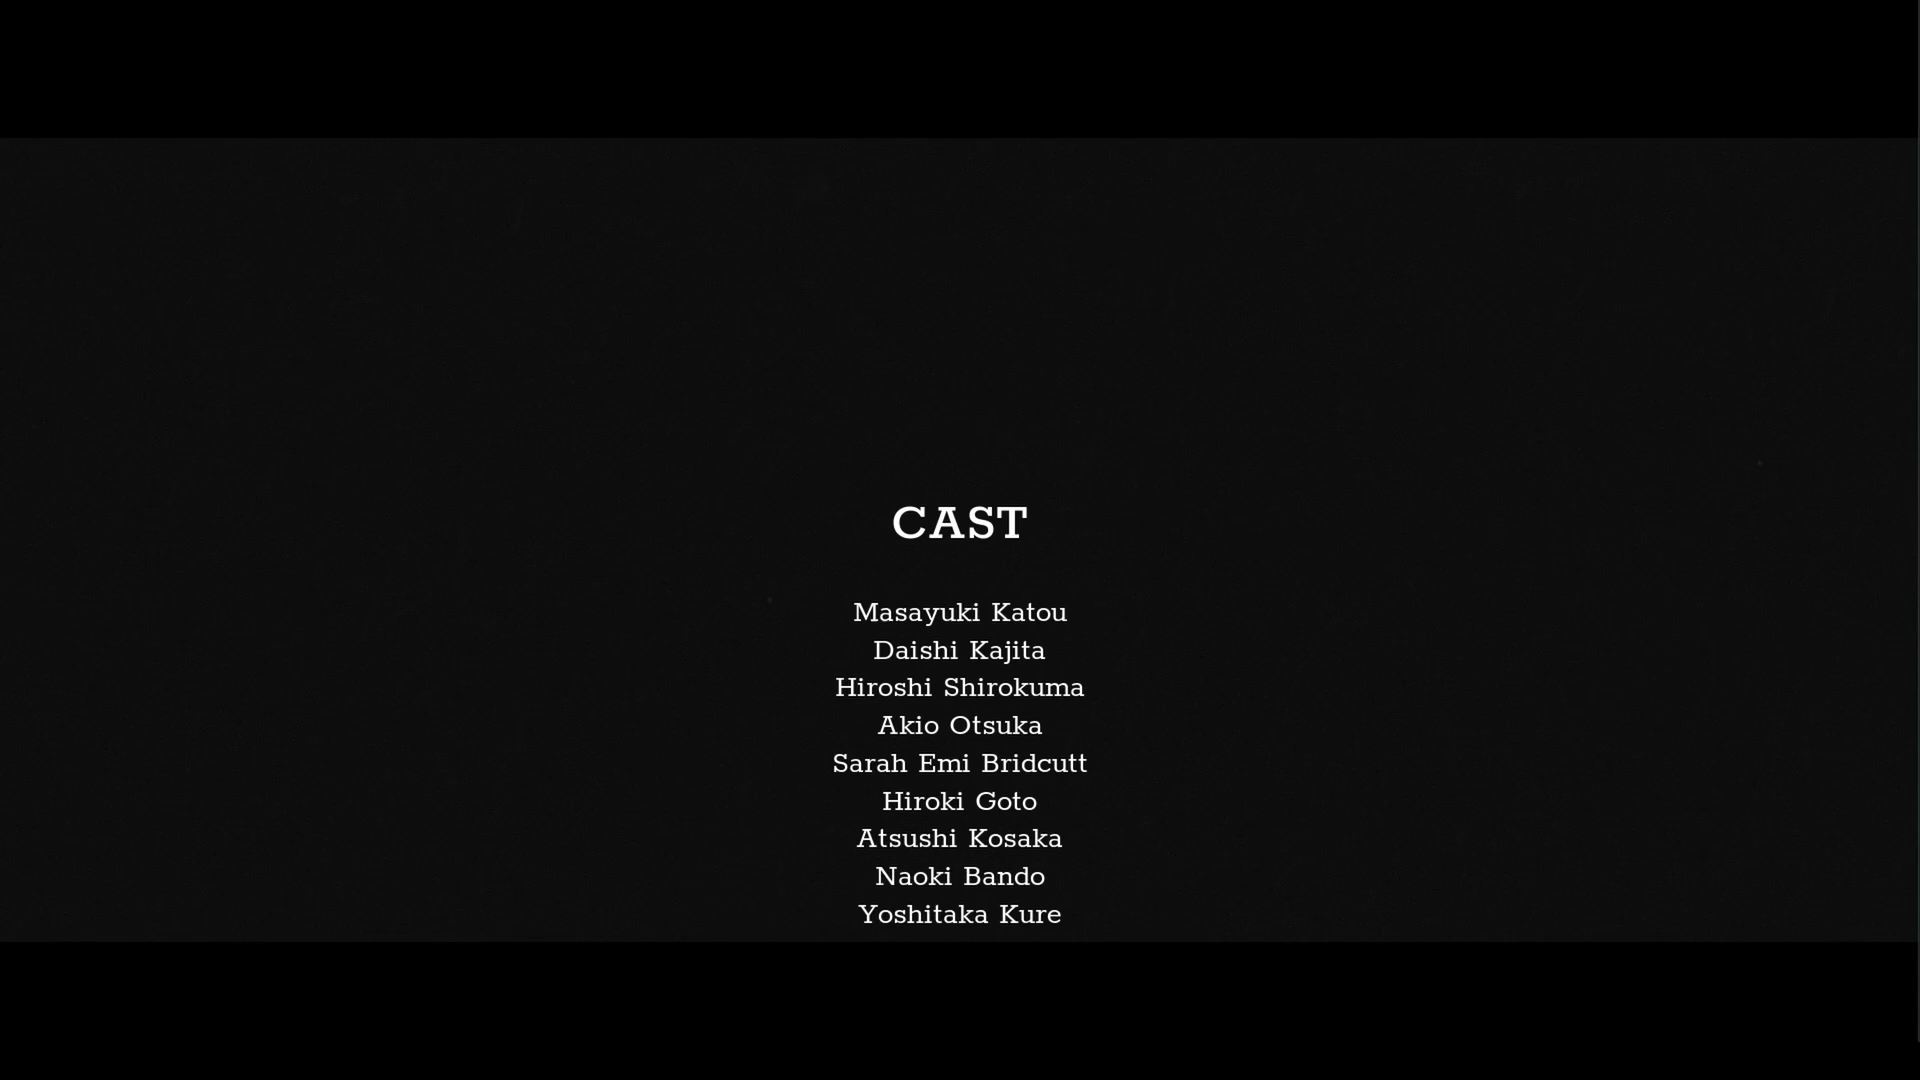 CAST
Masayuki Katou
Daishi Kajita
Hiroshi Shirokuma
Akio Otsuka
Sarah Emi Bridcutt
Hiroki Goto
Atsushi Kosaka
Naoki Bando
Yoshitaka Kure